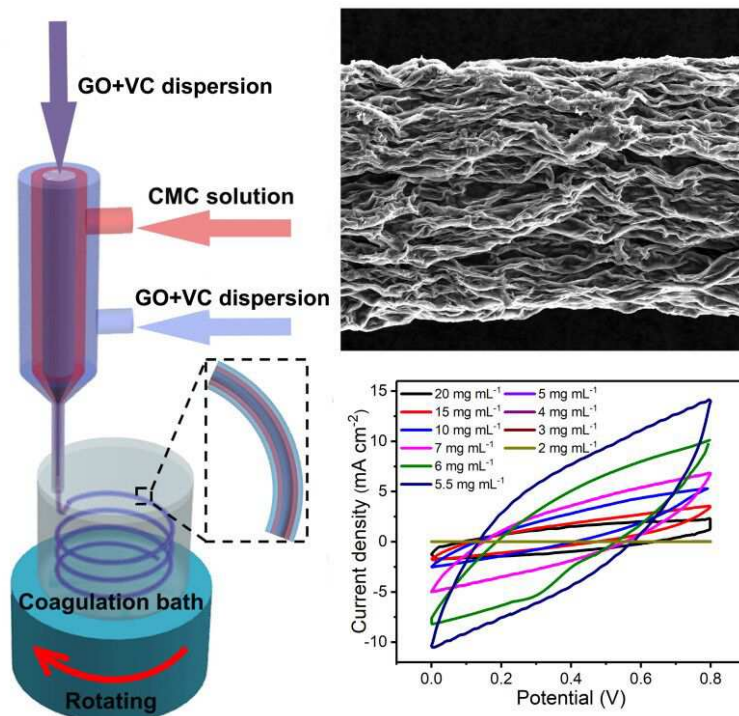 GO+VC dispersion
CMC solution
GO+VC dispersion
Coagulation bath
Rotating
15
10
5
0
-5
-10
Current density (mA cm⁻²)
20 mg mL⁻¹
15 mg mL⁻¹
10 mg mL⁻¹
7 mg mL⁻¹
6 mg mL⁻¹
5.5 mg mL⁻¹
5 mg mL⁻¹
4 mg mL⁻¹
3 mg mL⁻¹
2 mg mL⁻¹
0.0 0.2 0.4 0.6 0.8
Potential (V)